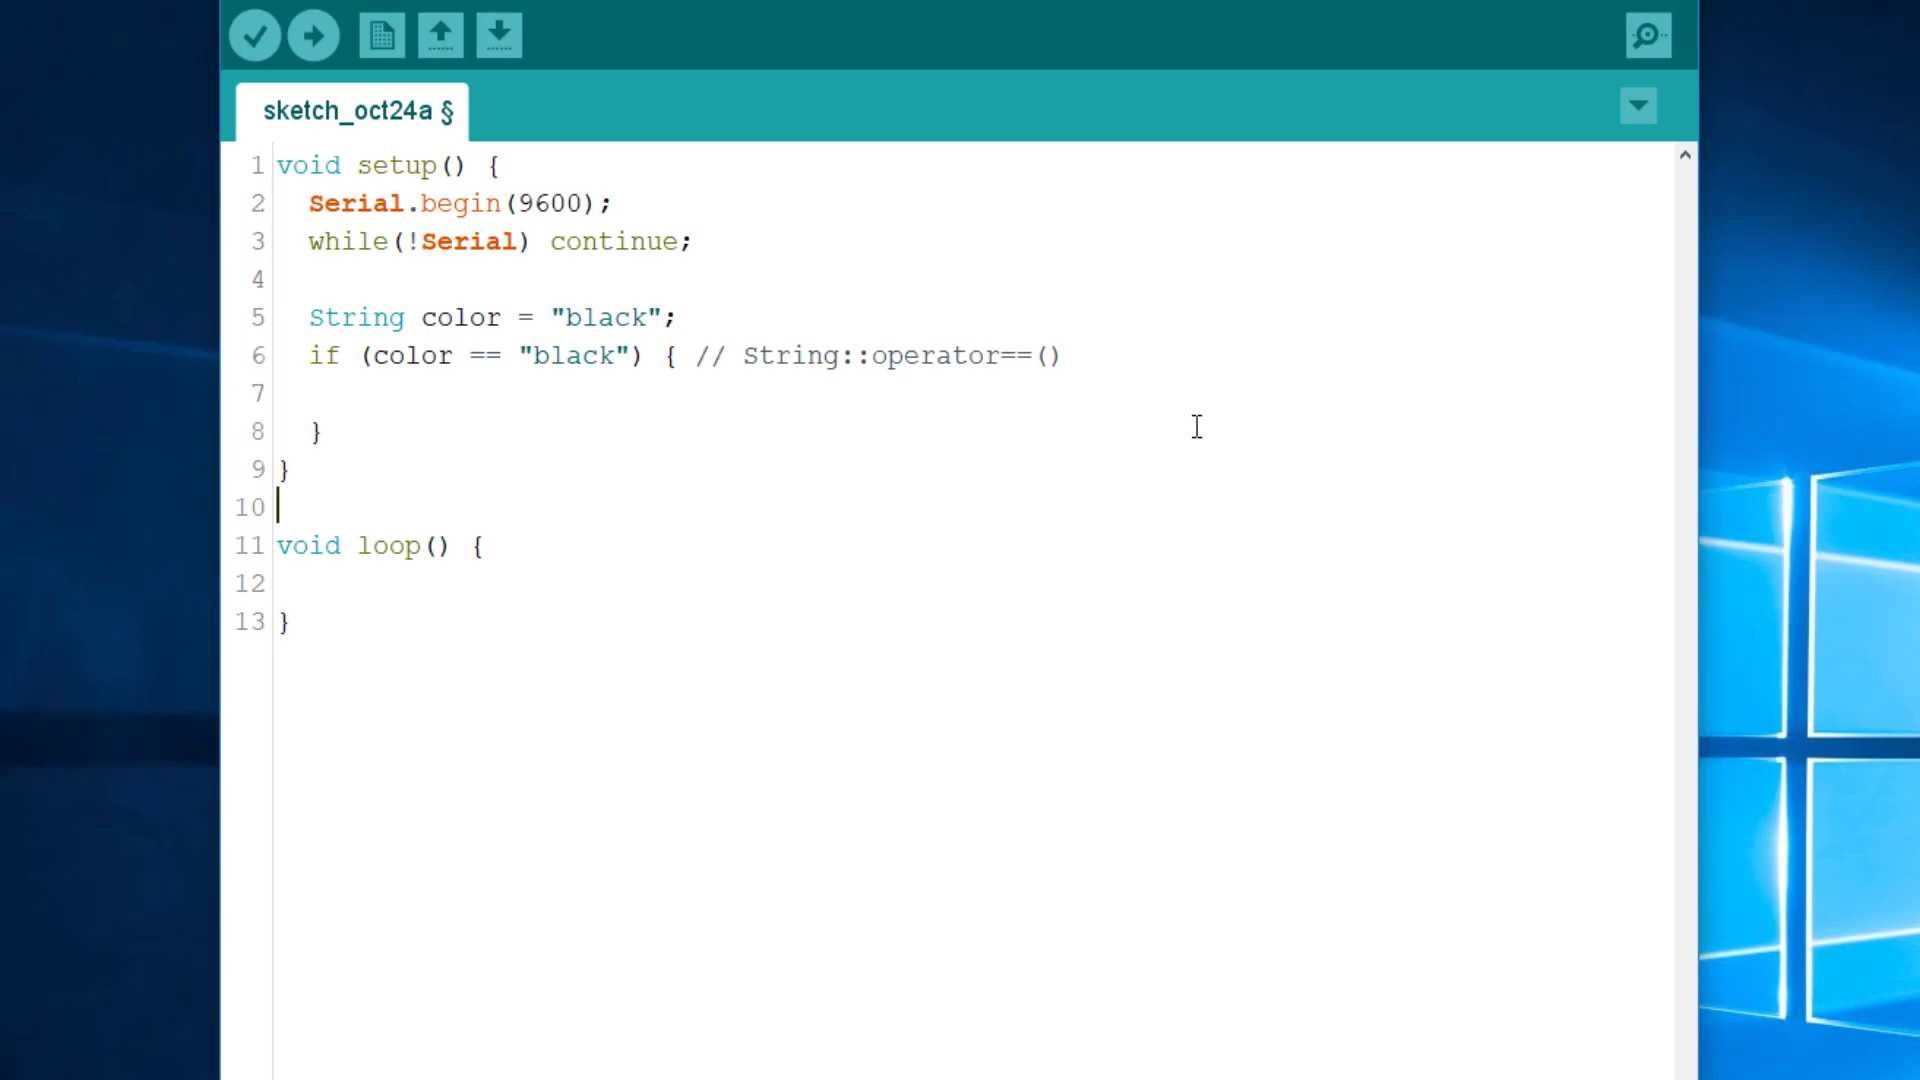 sketch_oct24a §
1 void setup() {
2   Serial.begin(9600);
3   while(!Serial) continue;
4
5   String color = "black";
6   if (color == "black") { // String::operator==()
7
8   }
9 }
10
11 void loop() {
12
13 }